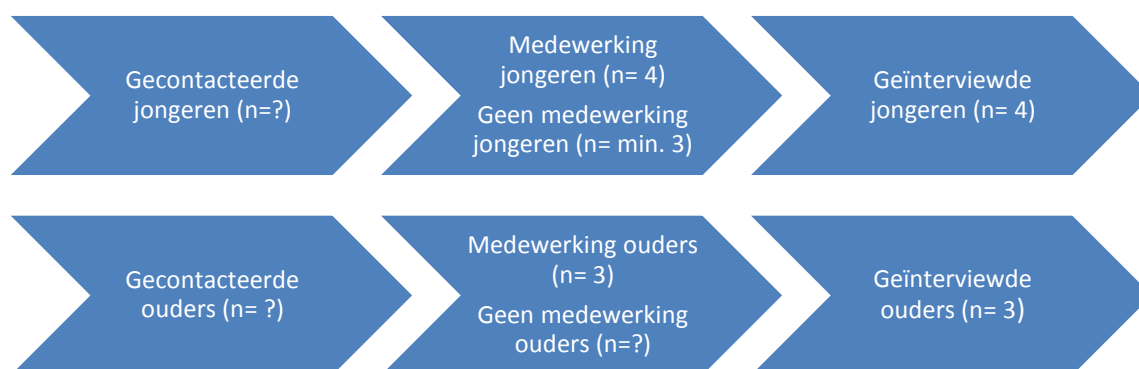 Gecontacteerde
jongeren (n=?)
Medewerking
jongeren (n= 4)
Geen medewerking
jongeren (n= min. 3)
Geïnterviewde
jongeren (n= 4)
Gecontacteerde
ouders (n= ?)
Medewerking ouders
(n= 3)
Geen medewerking
ouders (n=?)
Geïnterviewde
ouders (n= 3)